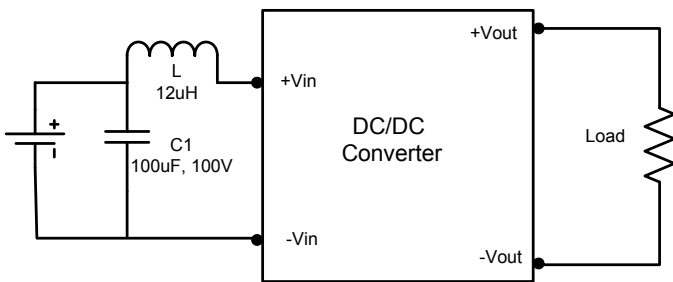 +Vout
L
12uH
+Vin
+
DC/DC
Converter
C1
100uF, 100V
Load
-Vin
-Vout